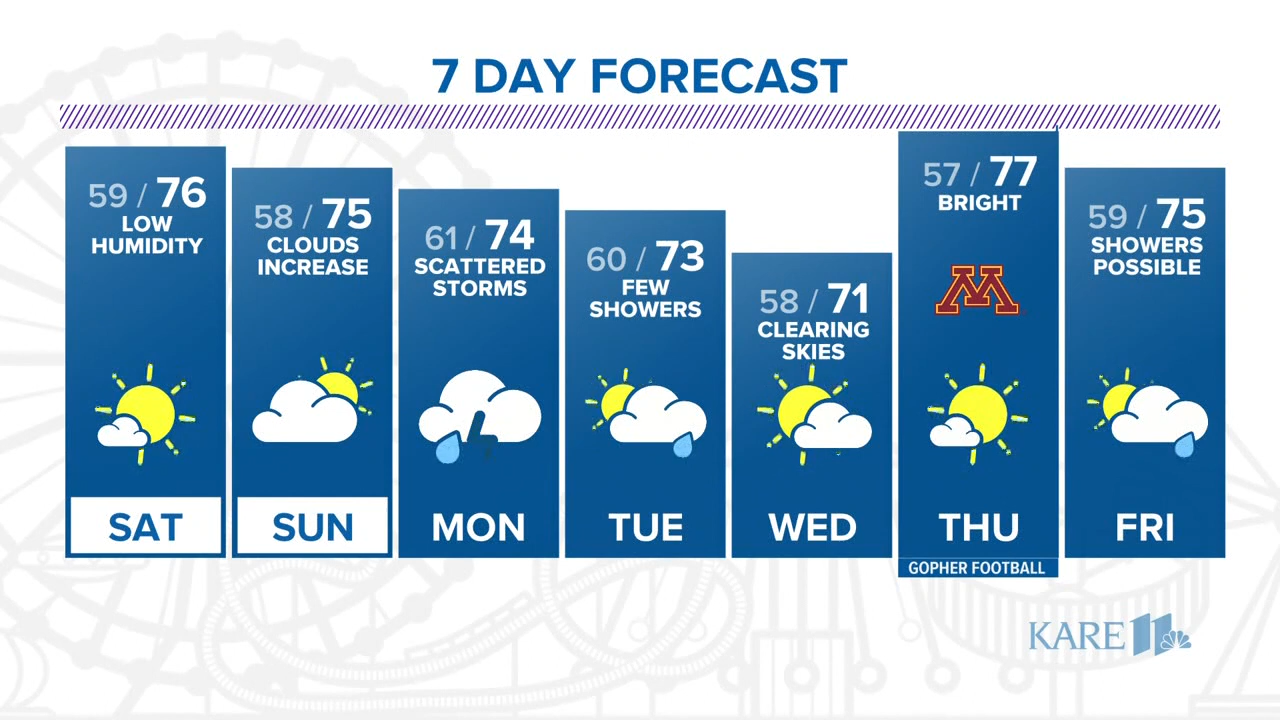 7 DAY FORECAST
59 / 76
LOW
HUMIDITY
SAT
58 / 75
CLOUDS
INCREASE
SUN
61 / 74
SCATTERED
STORMS
MON
60 / 73
FEW
SHOWERS
TUE
58 / 71
CLEARING
SKIES
WED
57 / 77
BRIGHT
M
THU
GOPHER FOOTBALL
59 / 75
SHOWERS
POSSIBLE
FRI
KARE 11